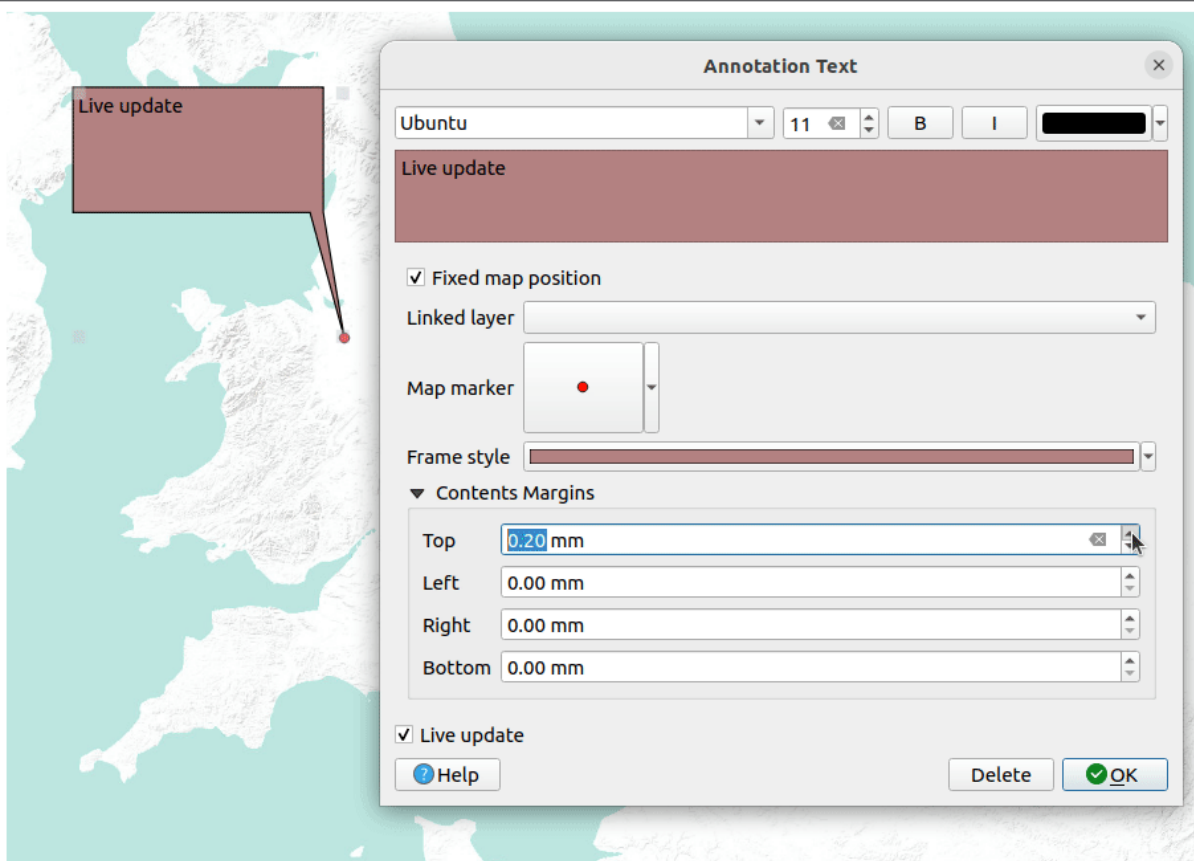 Annotation Text
Live update
Ubuntu
11
B
I
Live update
Fixed map position
Linked layer
Map marker
Frame style
Contents Margins
Top 0.20 mm
Left 0.00 mm
Right 0.00 mm
Bottom 0.00 mm
Live update
Help
Delete
OK